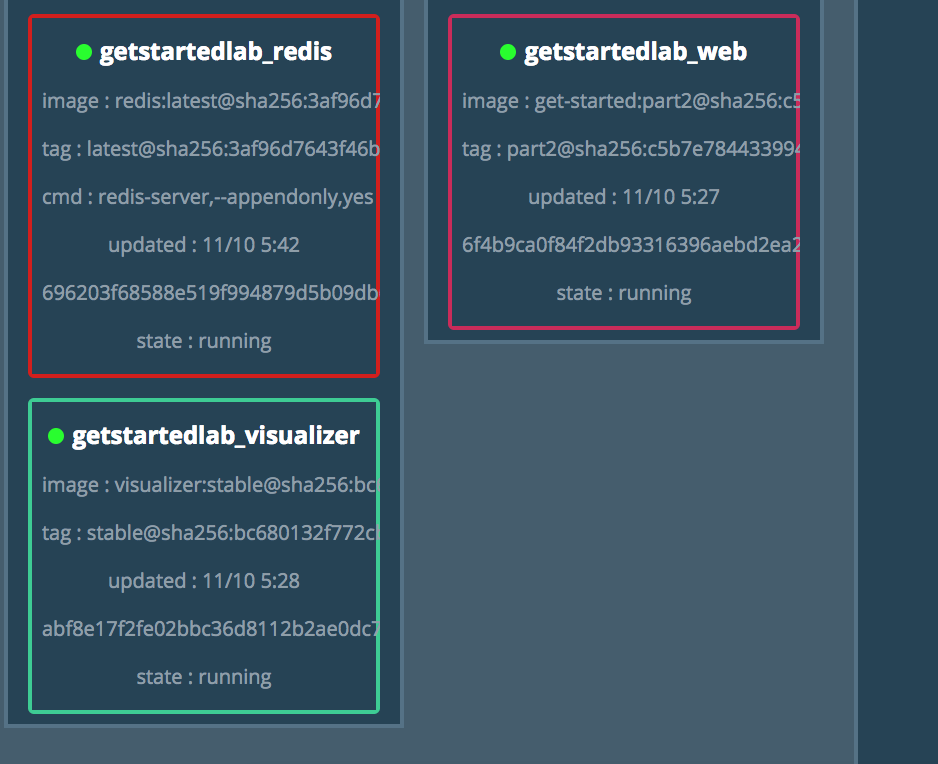 getstartedlab_redis
image : redis:latest@sha256:3af96d7
tag : latest@sha256:3af96d7643f46b
cmd : redis-server,--appendonly,yes
updated : 11/10 5:42
696203f68588e519f994879d5b09db
state : running
getstartedlab_visualizer
image : visualizer:stable@sha256:bc
tag : stable@sha256:bc680132f772c
updated : 11/10 5:28
abf8e17f2fe02bbc36d8112b2ae0dc7
state : running
getstartedlab_web
image : get-started:part2@sha256:c5
tag : part2@sha256:c5b7e784433994
updated : 11/10 5:27
6f4b9ca0f84f2db93316396aebd2ea2
state : running